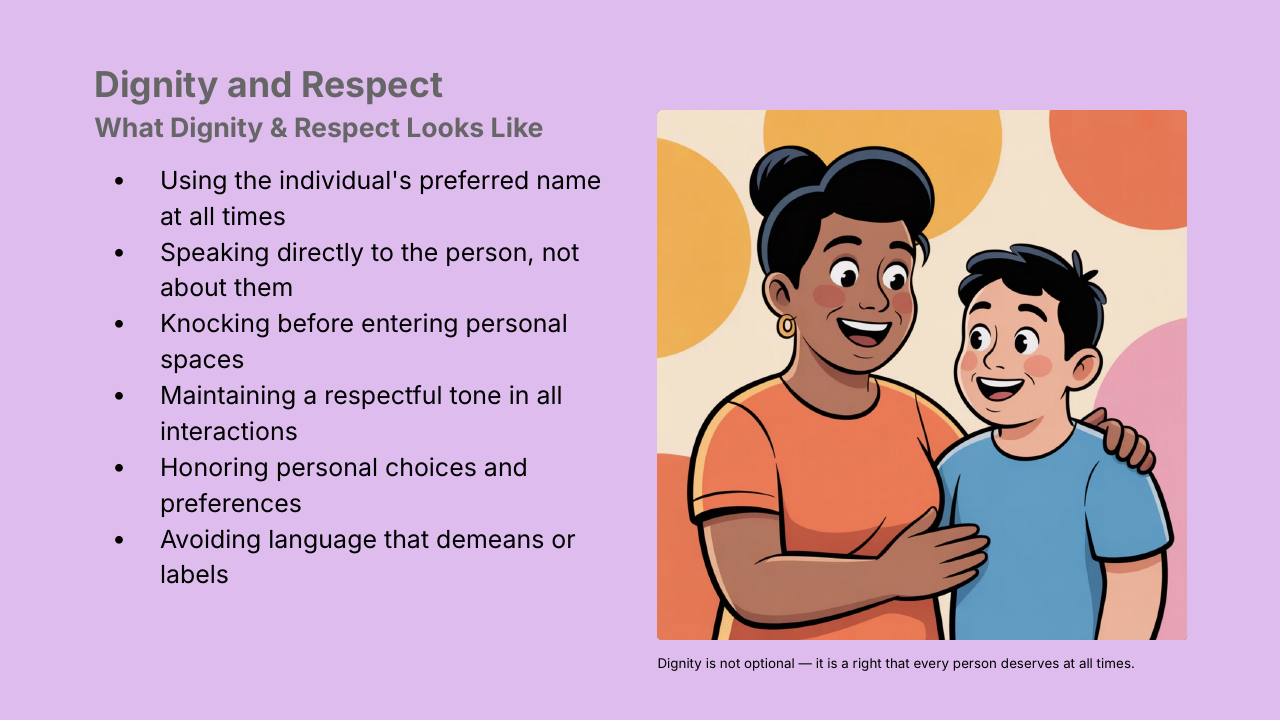 Dignity and Respect
What Dignity & Respect Looks Like
• Using the individual's preferred name
at all times
• Speaking directly to the person, not
about them
• Knocking before entering personal
spaces
• Maintaining a respectful tone in all
interactions
• Honoring personal choices and
preferences
• Avoiding language that demeans or
labels
Dignity is not optional — it is a right that every person deserves at all times.